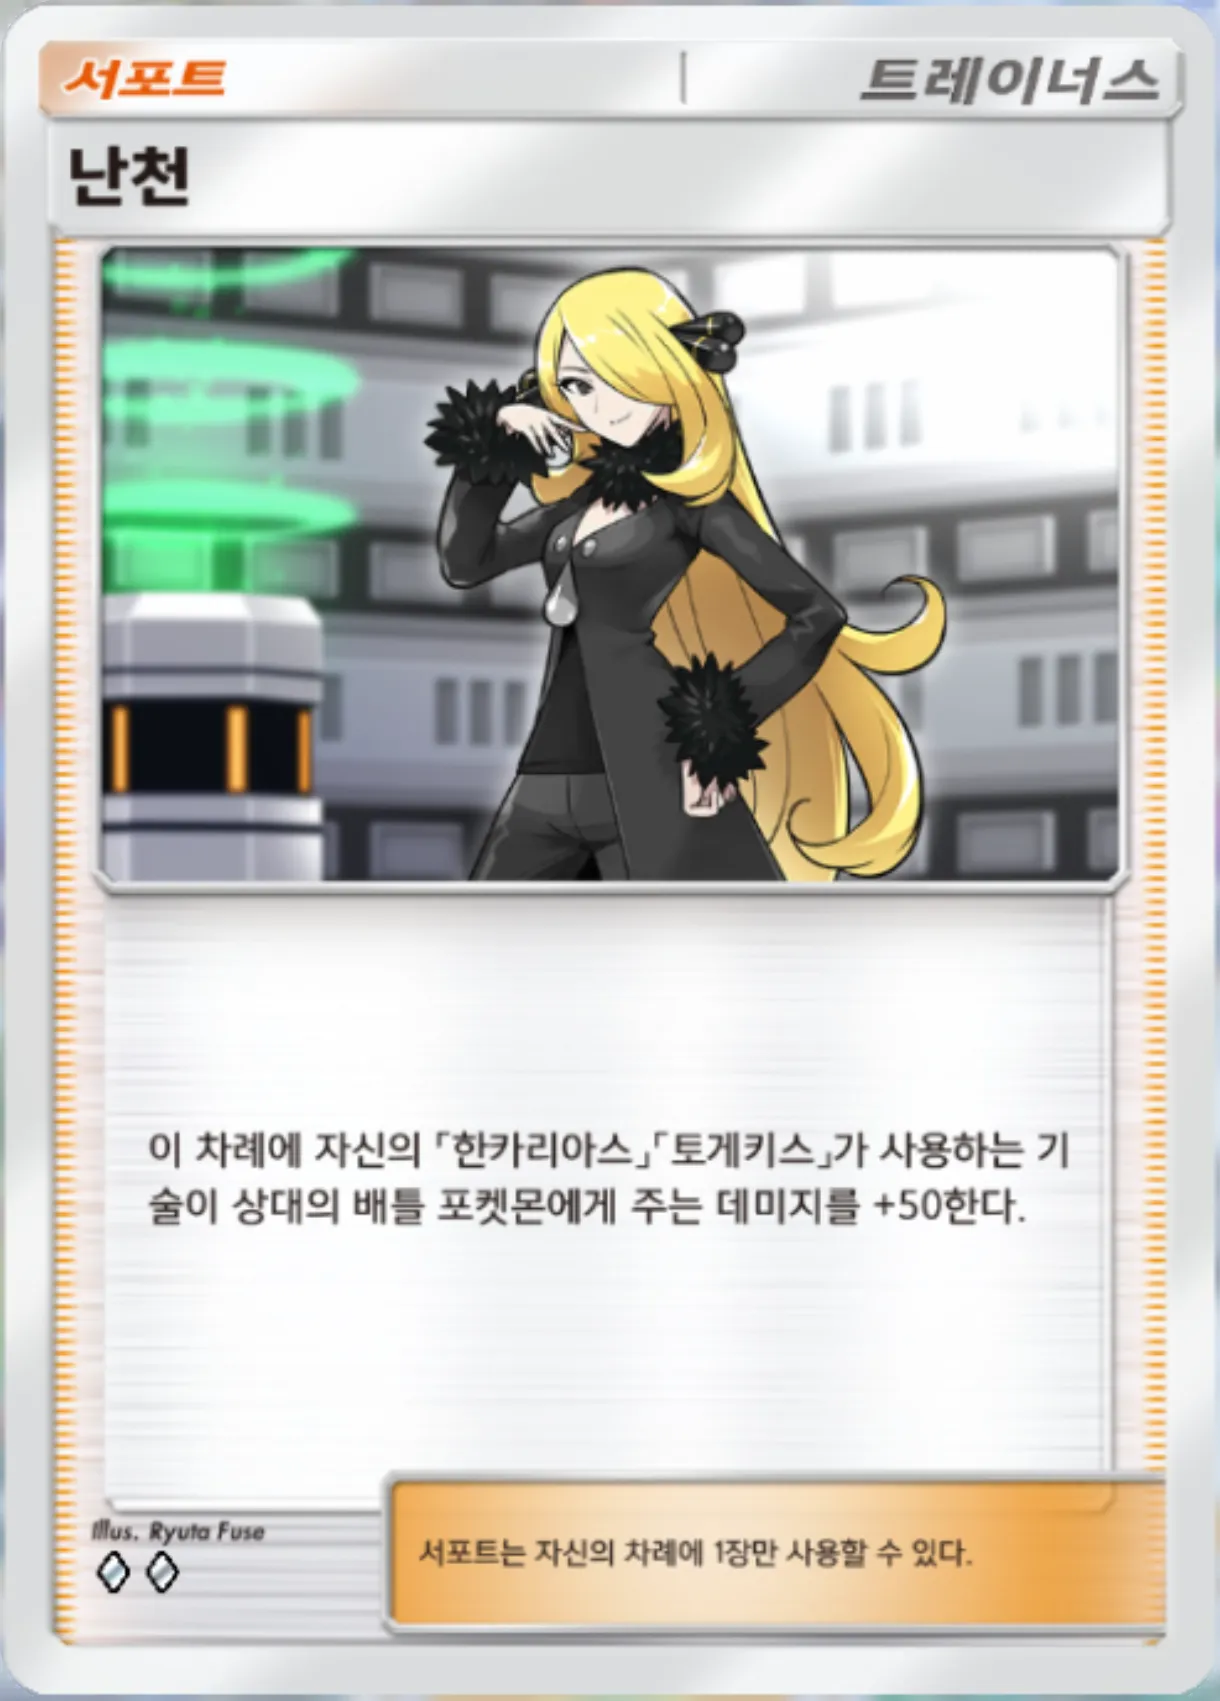 서포트
트레이너스
난천
이 차례에 자신의 「한카리아스」「토게키스」가 사용하는 기
술이 상대의 배틀 포켓몬에게 주는 데미지를 +50한다.
Illus. Ryuta Fuse
서포트는 자신의 차례에 1장만 사용할 수 있다.